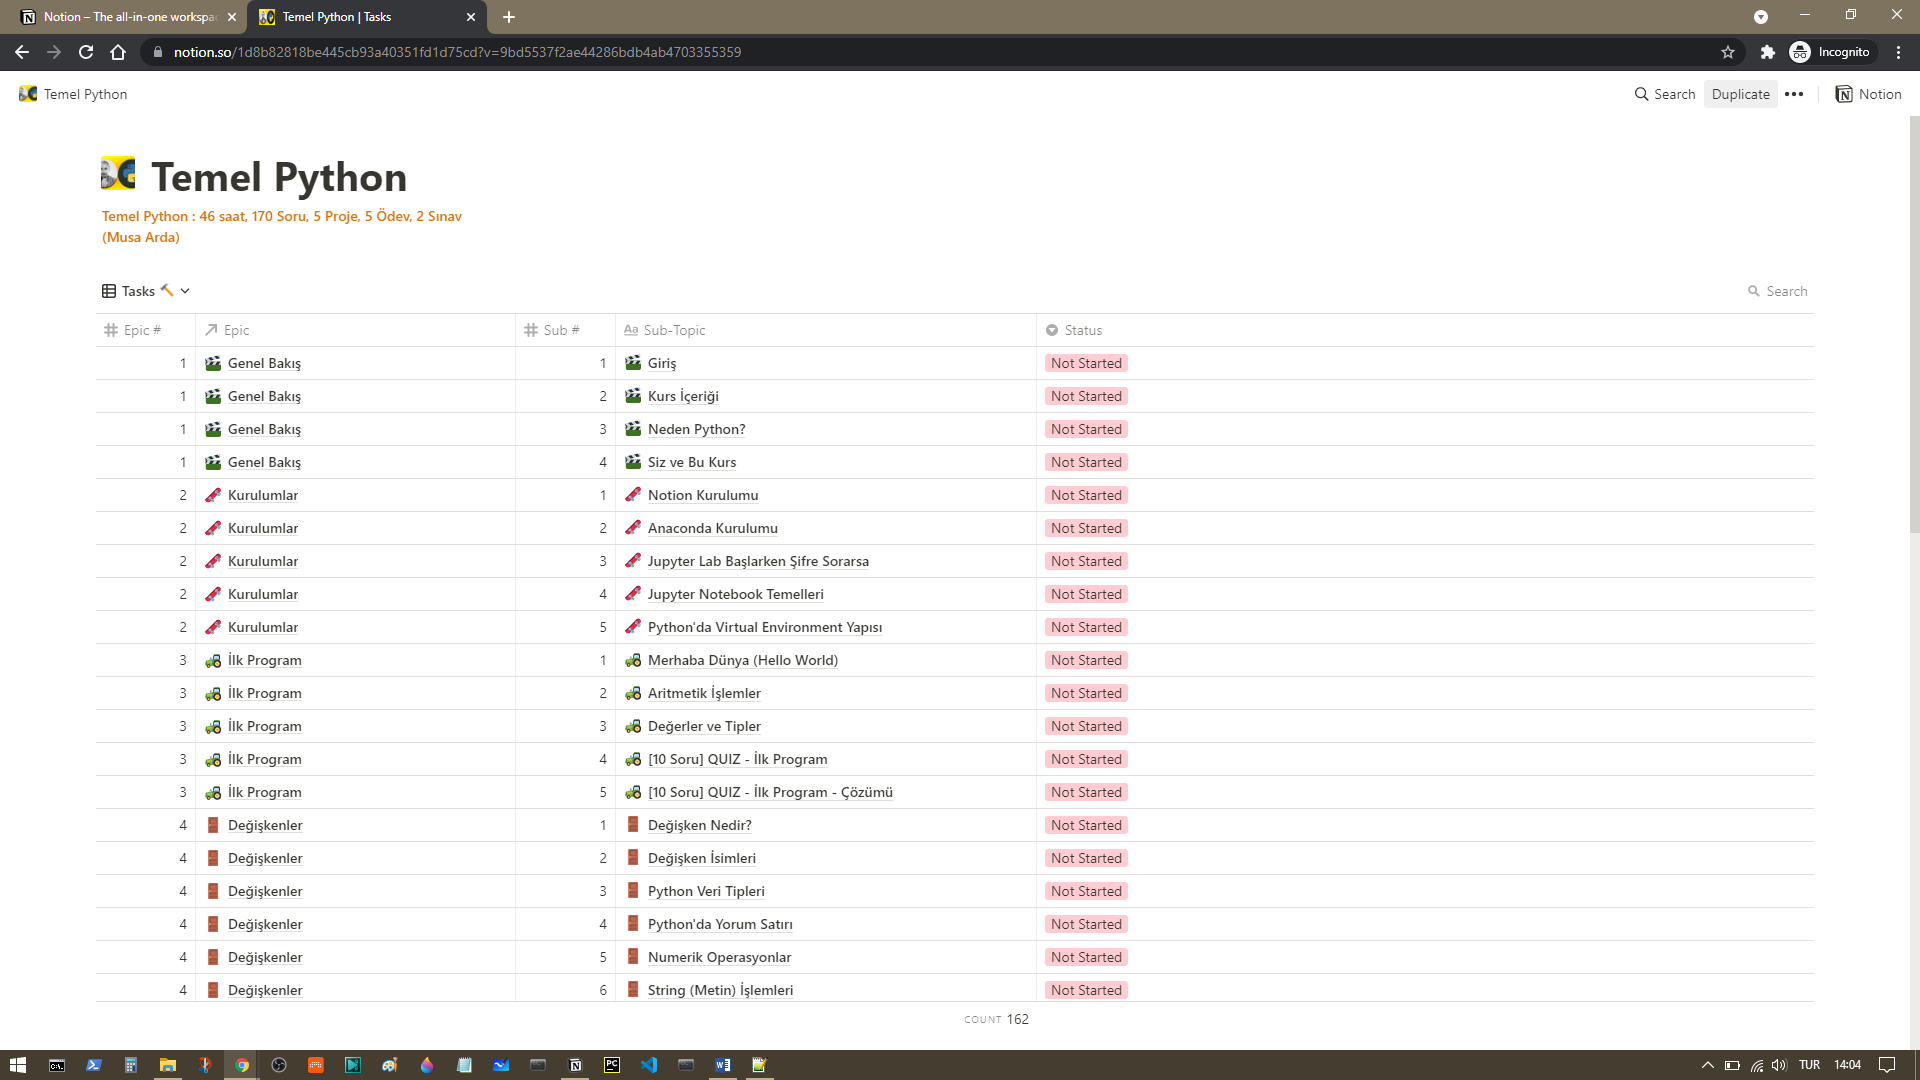 Notion – The all-in-one workspac
Temel Python | Tasks
notion.so/1d8b82818be445cb93a40351fd1d75cd?v=9bd5537f2ae44286bdb4ab4703355359
Incognito
Temel Python
Search
Duplicate
Notion
Temel Python
Temel Python : 46 saat, 170 Soru, 5 Proje, 5 Ödev, 2 Sınav
(Musa Arda)
Tasks
Search
Epic # Epic Sub # Aa Sub-Topic Status
1 Genel Bakış 1 Giriş Not Started
1 Genel Bakış 2 Kurs İçeriği Not Started
1 Genel Bakış 3 Neden Python? Not Started
1 Genel Bakış 4 Siz ve Bu Kurs Not Started
2 Kurulumlar 1 Notion Kurulumu Not Started
2 Kurulumlar 2 Anaconda Kurulumu Not Started
2 Kurulumlar 3 Jupyter Lab Başlarken Şifre Sorarsa Not Started
2 Kurulumlar 4 Jupyter Notebook Temelleri Not Started
2 Kurulumlar 5 Python'da Virtual Environment Yapısı Not Started
3 İlk Program 1 Merhaba Dünya (Hello World) Not Started
3 İlk Program 2 Aritmetik İşlemler Not Started
3 İlk Program 3 Değerler ve Tipler Not Started
3 İlk Program 4 [10 Soru] QUIZ - İlk Program Not Started
3 İlk Program 5 [10 Soru] QUIZ - İlk Program - Çözümü Not Started
4 Değişkenler 1 Değişken Nedir? Not Started
4 Değişkenler 2 Değişken İsimleri Not Started
4 Değişkenler 3 Python Veri Tipleri Not Started
4 Değişkenler 4 Python'da Yorum Satırı Not Started
4 Değişkenler 5 Numerik Operasyonlar Not Started
4 Değişkenler 6 String (Metin) İşlemleri Not Started
COUNT 162
TUR 14:04